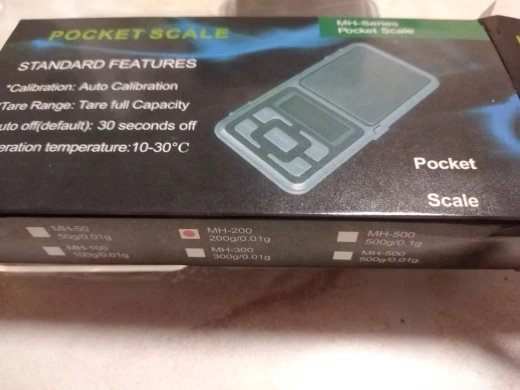 POCKET SCALE
MH-Series
Pocket Scale
STANDARD FEATURES
*Calibration: Auto Calibration
*Tare Range: Tare full Capacity
uto off(default): 30 seconds off
eration temperature:10-30°C
Pocket
Scale
MH-50
50g/0.01g
MH-200
200g/0.01g
MH-500
500g/0.1g
MH-100
100g/0.01g
MH-300
300g/0.01g
MH-500
500g/0.01g